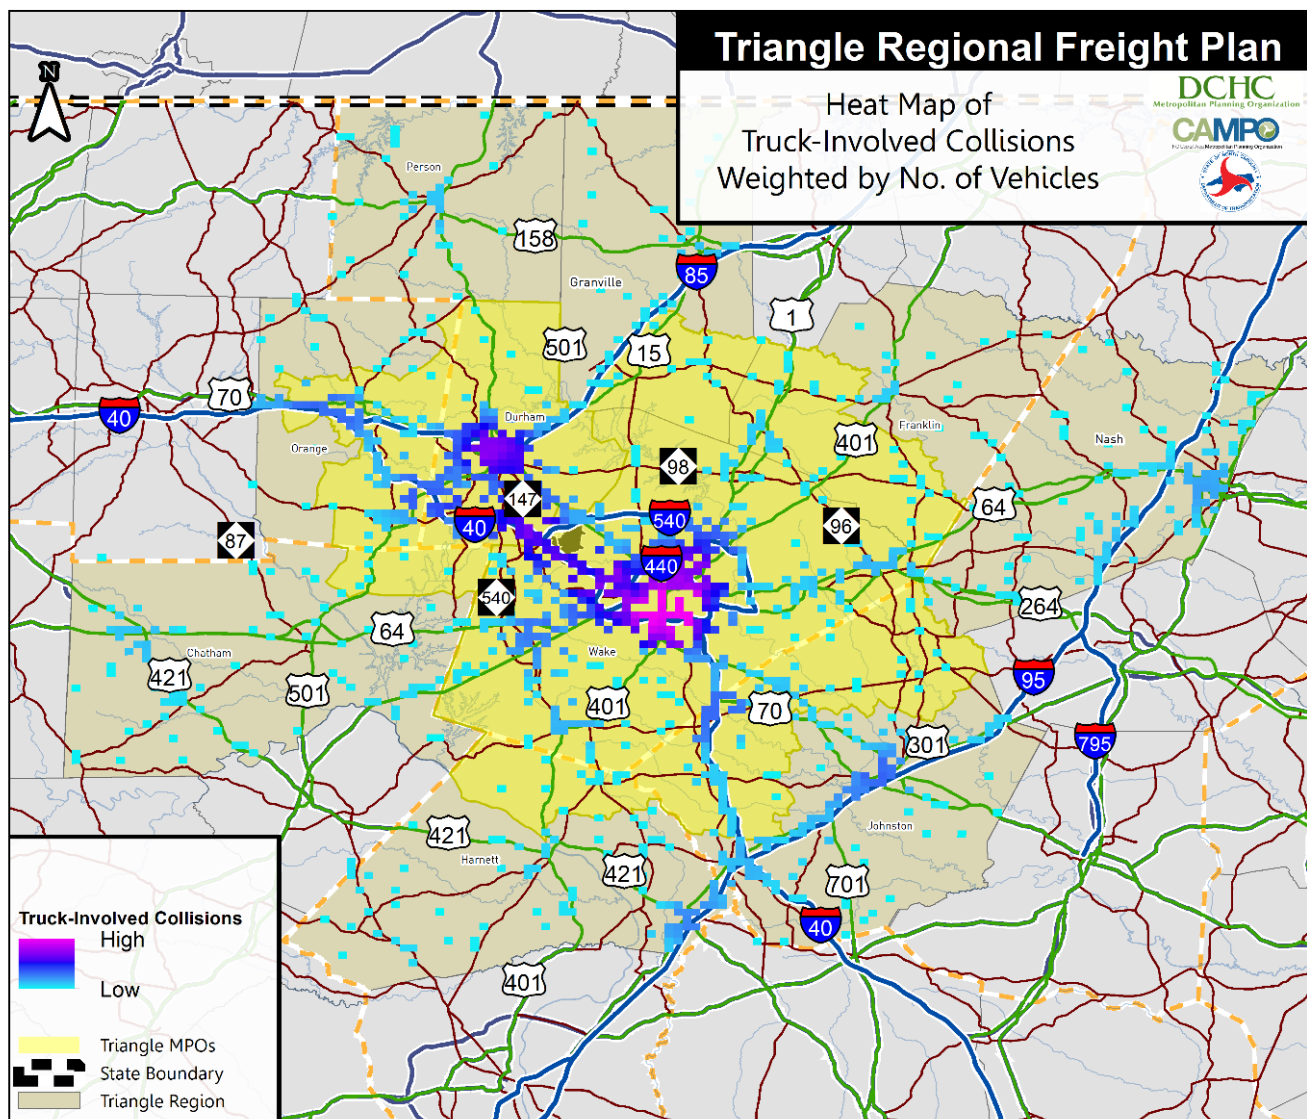 Triangle Regional Freight Plan
Heat Map of
Truck-Involved Collisions
Weighted by No. of Vehicles
DCHC
Metropolitan Planning Organization
CAMPO
N
Person
158
Granville
85
1
501
15
70
40
Durham
Orange
401
Franklin
Nash
98
147
40
540
64
96
87
440
540
264
64
Wake
Chatham
421
501
95
401
70
301
795
Johnston
421
Harnett
421
701
40
401
Truck-Involved Collisions
High
Low
Triangle MPOs
State Boundary
Triangle Region